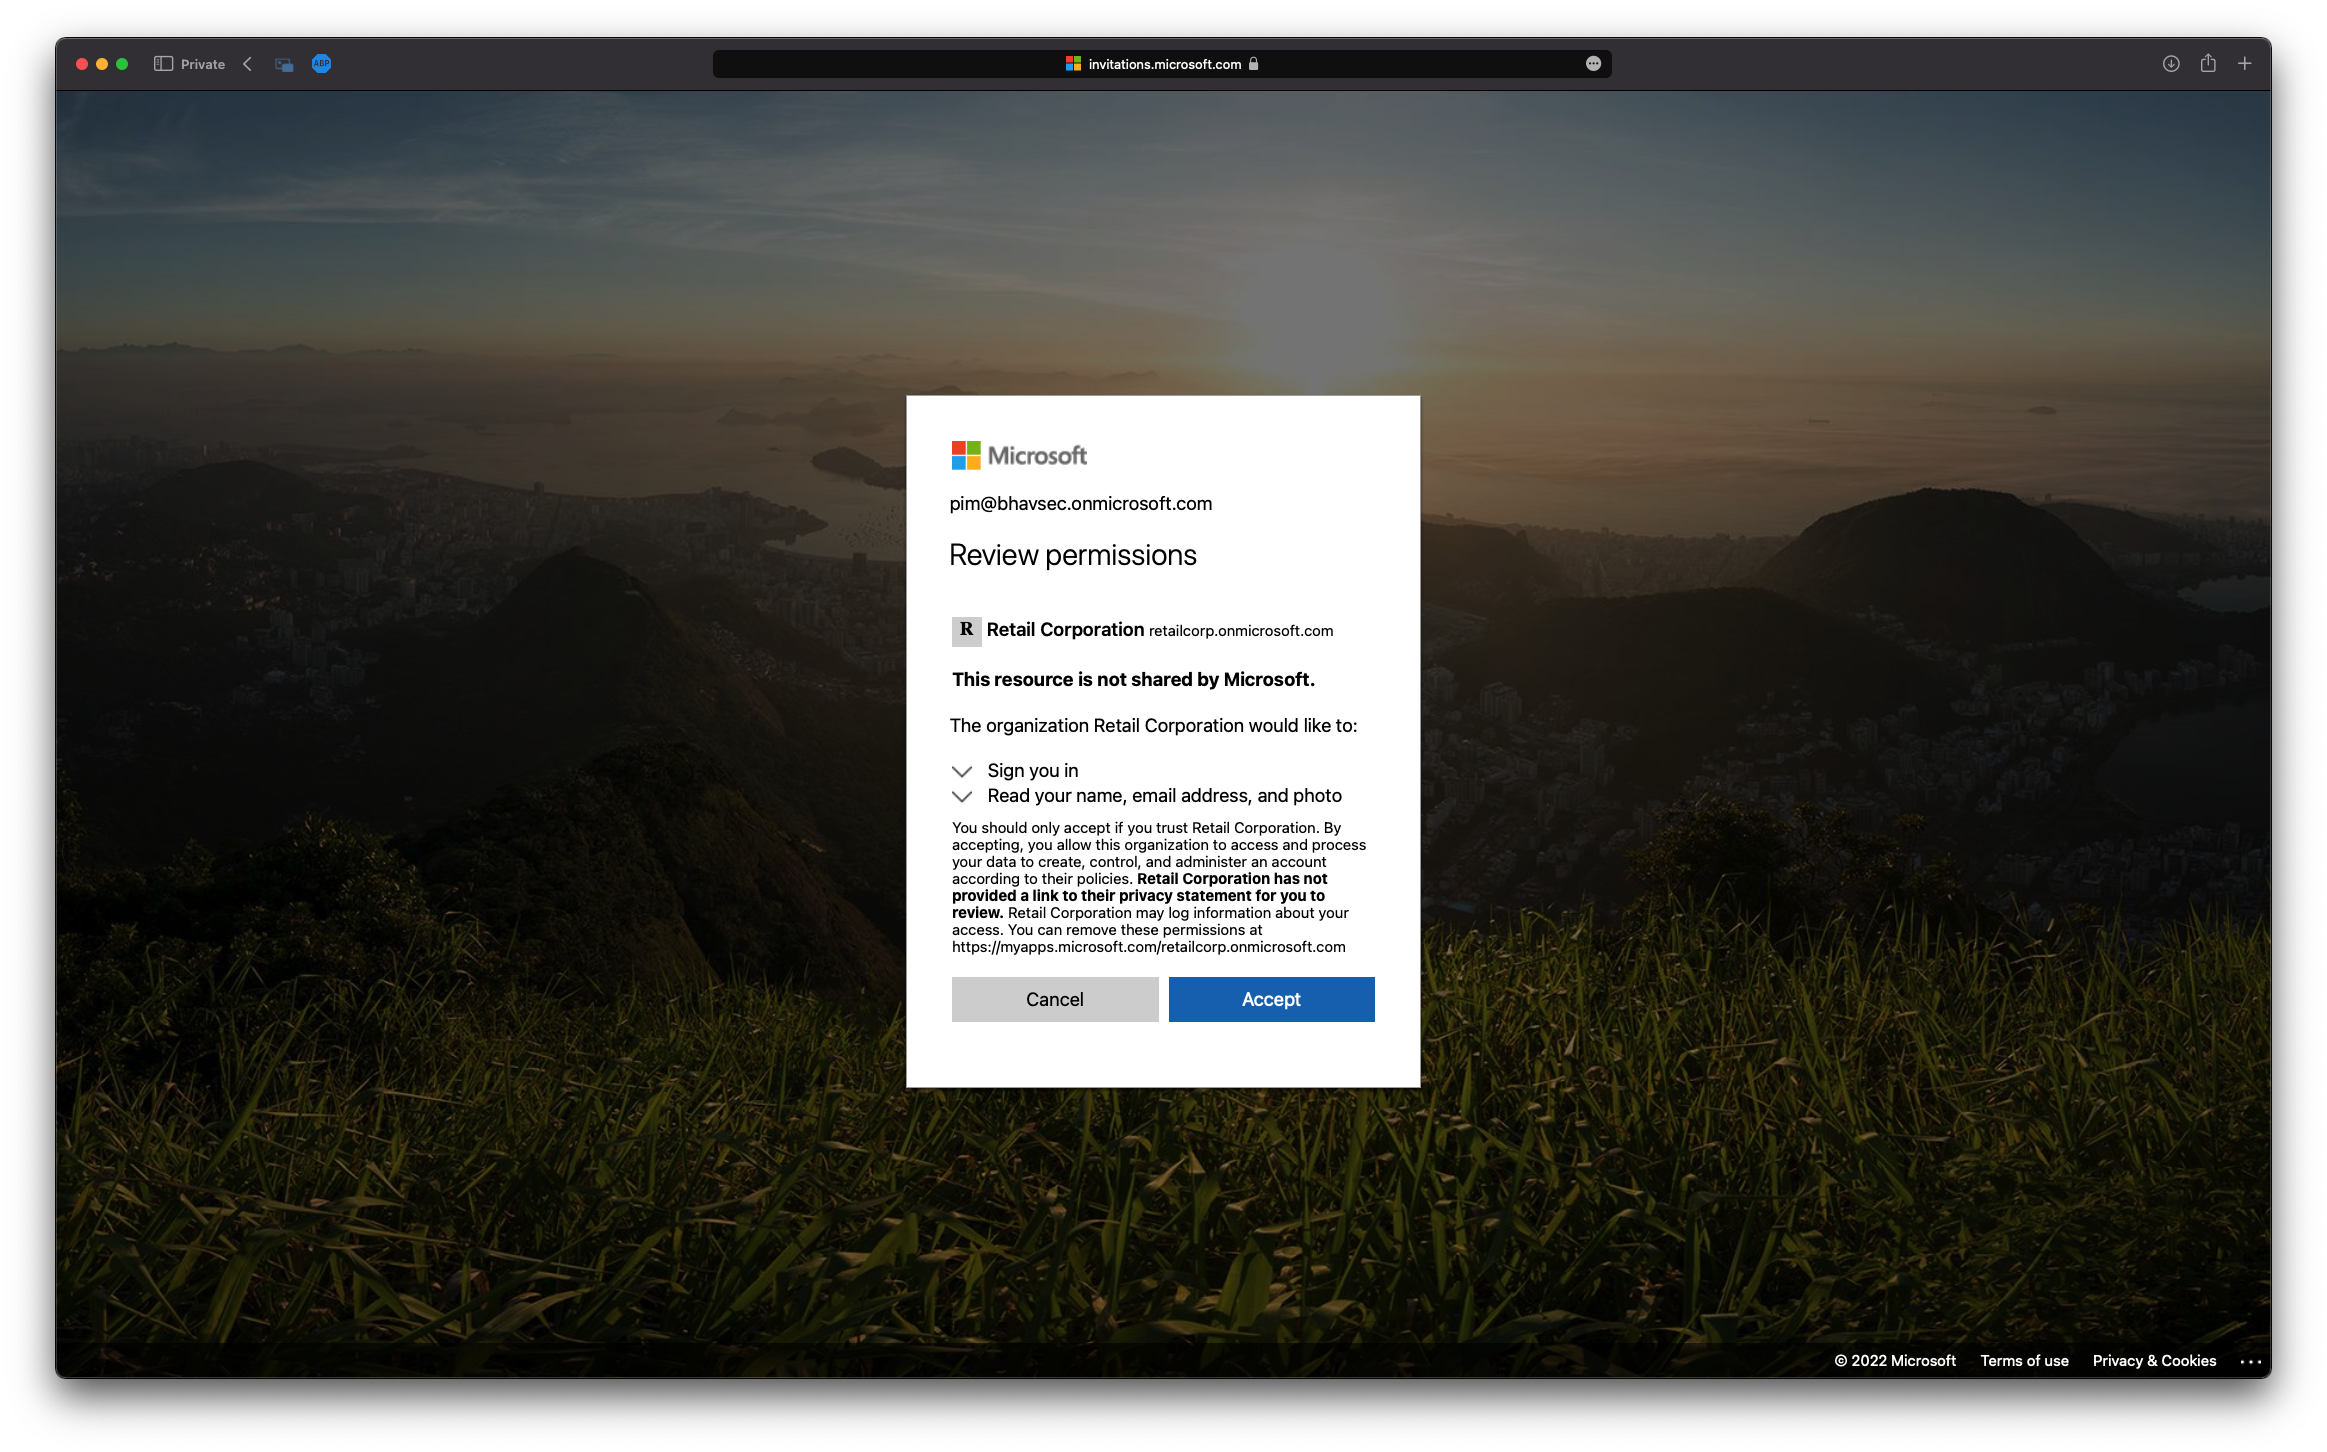 Private
ABP
invitations.microsoft.com
Microsoft
pim@bhavsec.onmicrosoft.com
Review permissions
R Retail Corporation retailcorp.onmicrosoft.com
This resource is not shared by Microsoft.
The organization Retail Corporation would like to:
Sign you in
Read your name, email address, and photo
You should only accept if you trust Retail Corporation. By
accepting, you allow this organization to access and process
your data to create, control, and administer an account
according to their policies. Retail Corporation has not
provided a link to their privacy statement for you to
review. Retail Corporation may log information about your
access. You can remove these permissions at
https://myapps.microsoft.com/retailcorp.onmicrosoft.com
Cancel Accept
© 2022 Microsoft Terms of use Privacy & Cookies ...